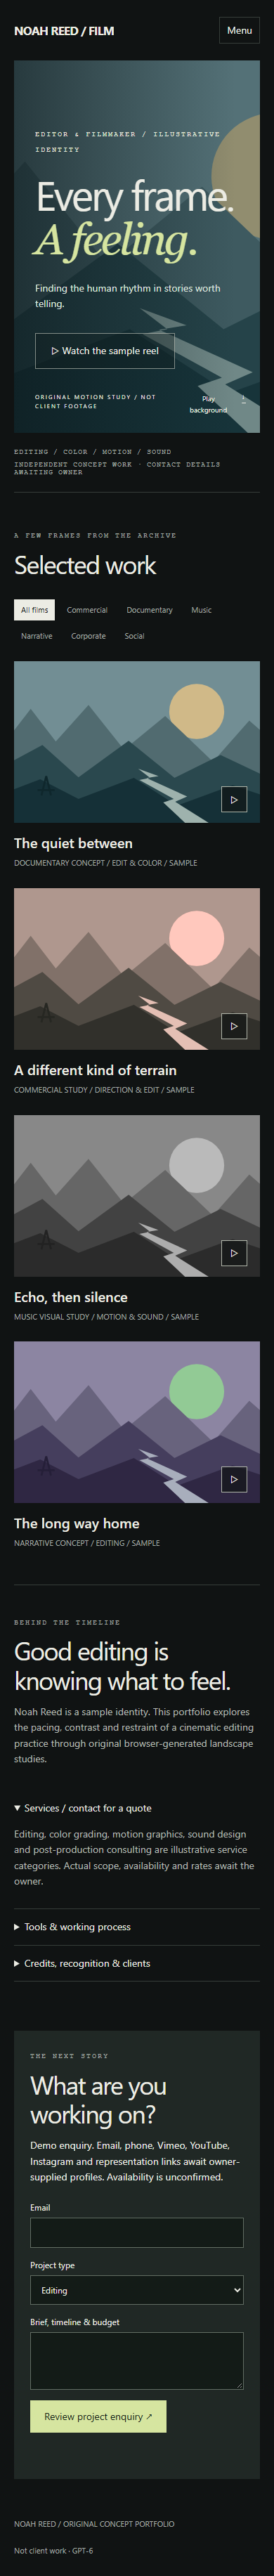 NOAH REED / FILM
Menu
EDITOR & FILMMAKER / ILLUSTRATIVE
IDENTITY
Every frame.
A feeling.
Finding the human rhythm in stories worth
telling.
▷ Watch the sample reel
ORIGINAL MOTION STUDY / NOT
CLIENT FOOTAGE
Play
background
EDITING / COLOR / MOTION / SOUND
INDEPENDENT CONCEPT WORK · CONTACT DETAILS
AWAITING OWNER
A FEW FRAMES FROM THE ARCHIVE
Selected work
All films
Commercial
Documentary
Music
Narrative
Corporate
Social
The quiet between
DOCUMENTARY CONCEPT / EDIT & COLOR / SAMPLE
A different kind of terrain
COMMERCIAL STUDY / DIRECTION & EDIT / SAMPLE
Echo, then silence
MUSIC VISUAL STUDY / MOTION & SOUND / SAMPLE
The long way home
NARRATIVE CONCEPT / EDITING / SAMPLE
BEHIND THE TIMELINE
Good editing is
knowing what to feel.
Noah Reed is a sample identity. This portfolio explores
the pacing, contrast and restraint of a cinematic editing
practice through original browser-generated landscape
studies.
▼ Services / contact for a quote
Editing, color grading, motion graphics, sound design
and post-production consulting are illustrative service
categories. Actual scope, availability and rates await the
owner.
▶ Tools & working process
▶ Credits, recognition & clients
THE NEXT STORY
What are you
working on?
Demo enquiry. Email, phone, Vimeo, YouTube,
Instagram and representation links await owner-
supplied profiles. Availability is unconfirmed.
Email
Project type
Editing
Brief, timeline & budget
Review project enquiry ↗
NOAH REED / ORIGINAL CONCEPT PORTFOLIO
Not client work · GPT-6